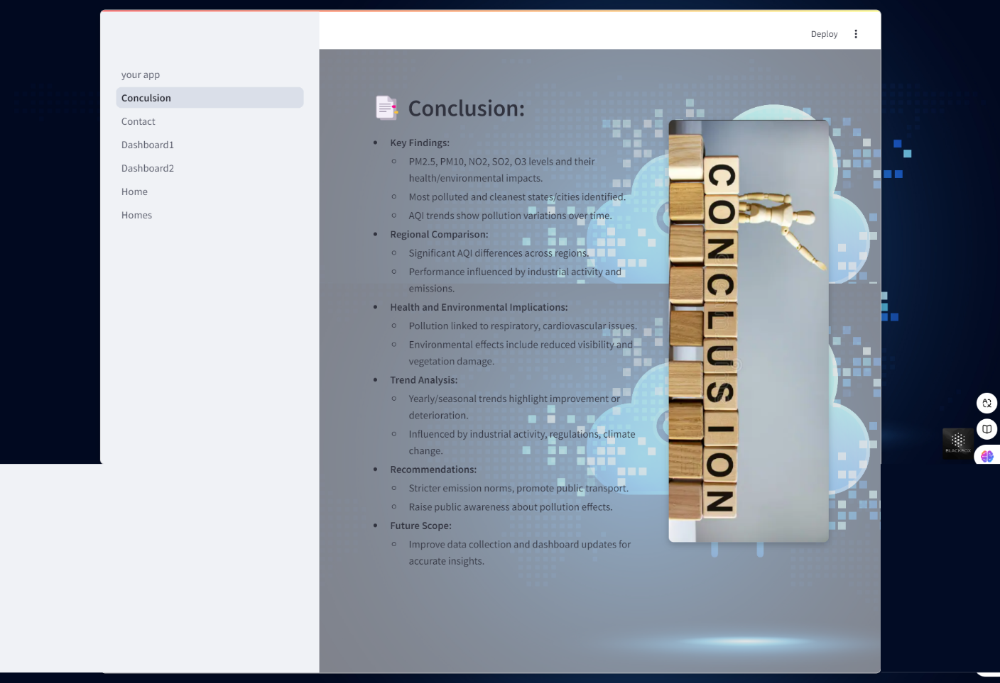 Deploy
your app
Conculsion
Contact
Dashboard1
Dashboard2
Home
Homes
Conclusion:
Key Findings:
PM2.5, PM10, NO2, SO2, O3 levels and their
health/environmental impacts.
Most polluted and cleanest states/cities identified.
AQI trends show pollution variations over time.
Regional Comparison:
Significant AQI differences across regions.
Performance influenced by industrial activity and
emissions.
Health and Environmental Implications:
Pollution linked to respiratory, cardiovascular issues.
Environmental effects include reduced visibility and
vegetation damage.
Trend Analysis:
Yearly/seasonal trends highlight improvement or
deterioration.
Influenced by industrial activity, regulations, climate
change.
Recommendations:
Stricter emission norms, promote public transport.
Raise public awareness about pollution effects.
Future Scope:
Improve data collection and dashboard updates for
accurate insights.
CONCLUSION
BLACKBOX